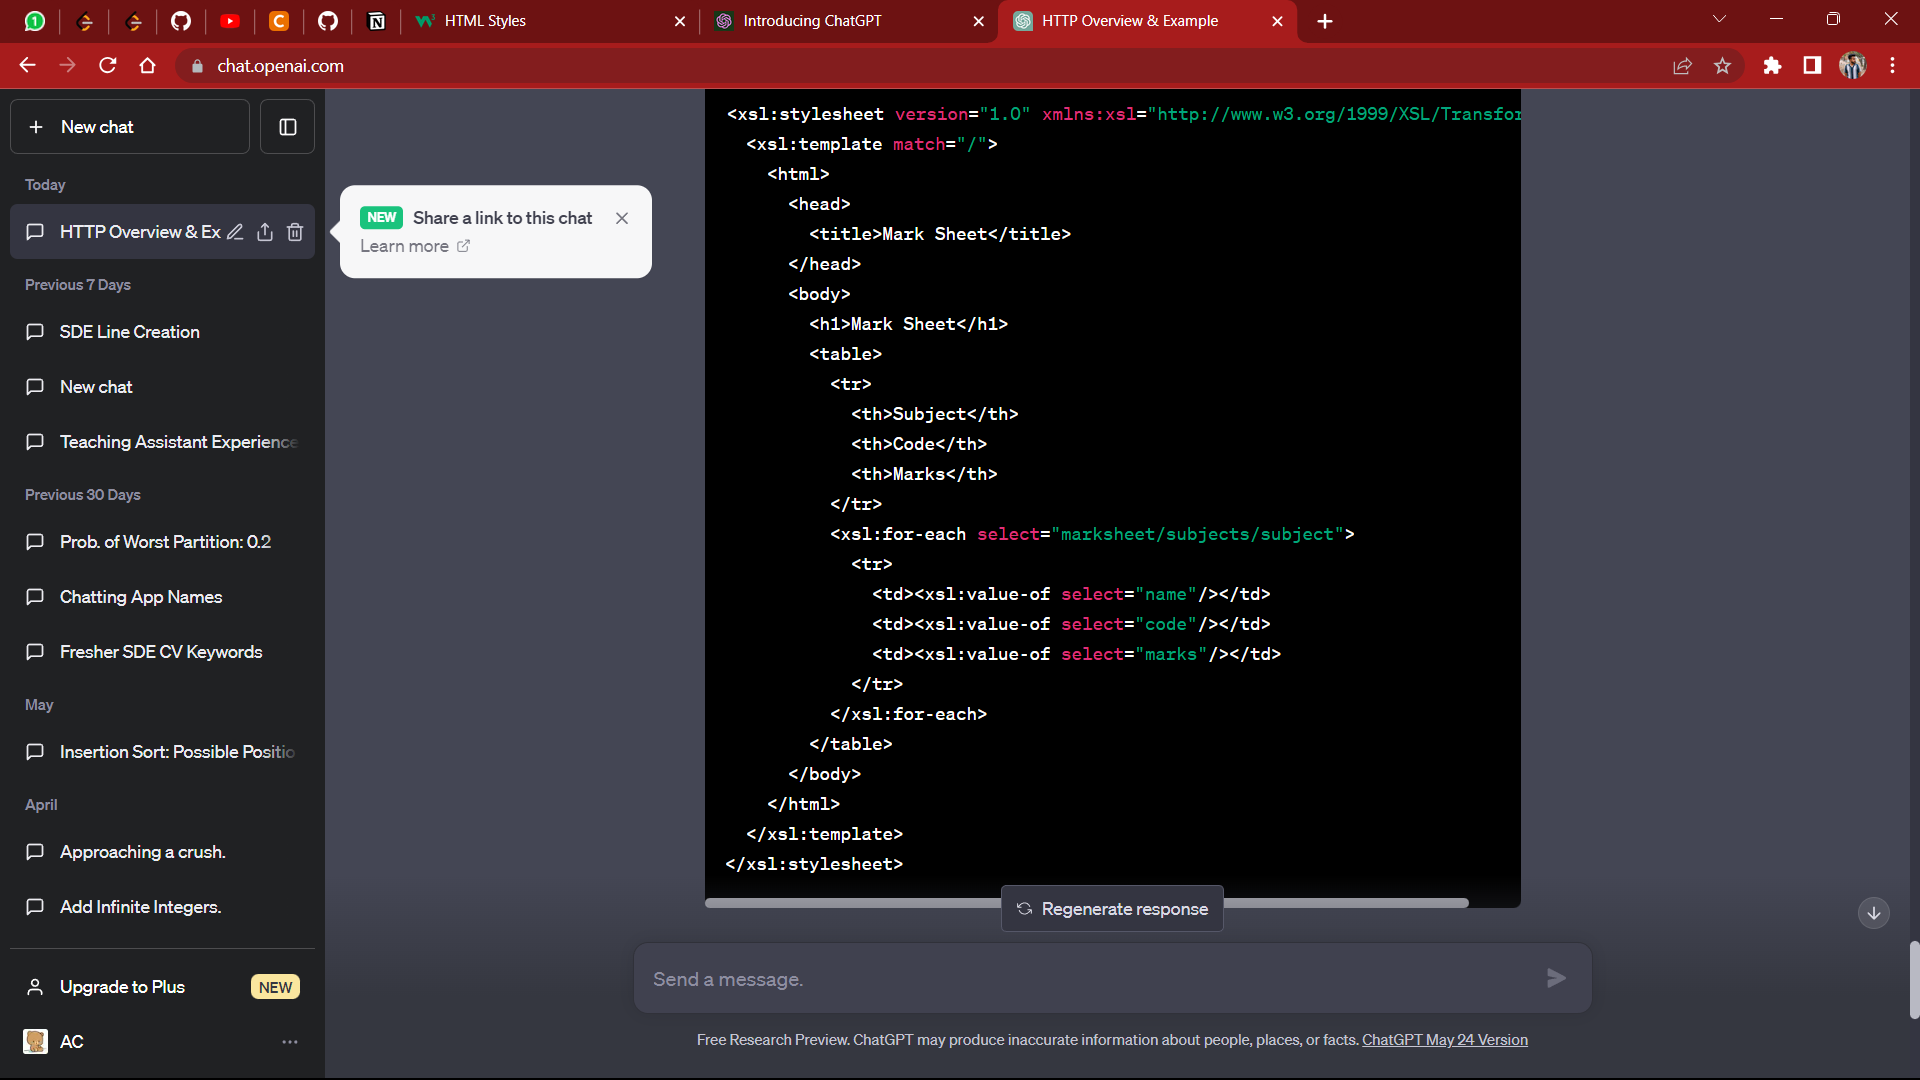 HTML Styles
Introducing ChatGPT
HTTP Overview & Example
chat.openai.com
New chat
Today
HTTP Overview & Ex
Previous 7 Days
SDE Line Creation
New chat
Teaching Assistant Experience
Previous 30 Days
Prob. of Worst Partition: 0.2
Chatting App Names
Fresher SDE CV Keywords
May
Insertion Sort: Possible Positio
April
Approaching a crush.
Add Infinite Integers.
Upgrade to Plus NEW
AC
NEW Share a link to this chat
Learn more
<xsl:stylesheet version="1.0" xmlns:xsl="http://www.w3.org/1999/XSL/Transfor
<xsl:template match="/">
<html>
<head>
<title>Mark Sheet</title>
</head>
<body>
<h1>Mark Sheet</h1>
<table>
<tr>
<th>Subject</th>
<th>Code</th>
<th>Marks</th>
</tr>
<xsl:for-each select="marksheet/subjects/subject">
<tr>
<td><xsl:value-of select="name"/></td>
<td><xsl:value-of select="code"/></td>
<td><xsl:value-of select="marks"/></td>
</tr>
</xsl:for-each>
</table>
</body>
</html>
</xsl:template>
</xsl:stylesheet>
Regenerate response
Send a message.
Free Research Preview. ChatGPT may produce inaccurate information about people, places, or facts. ChatGPT May 24 Version